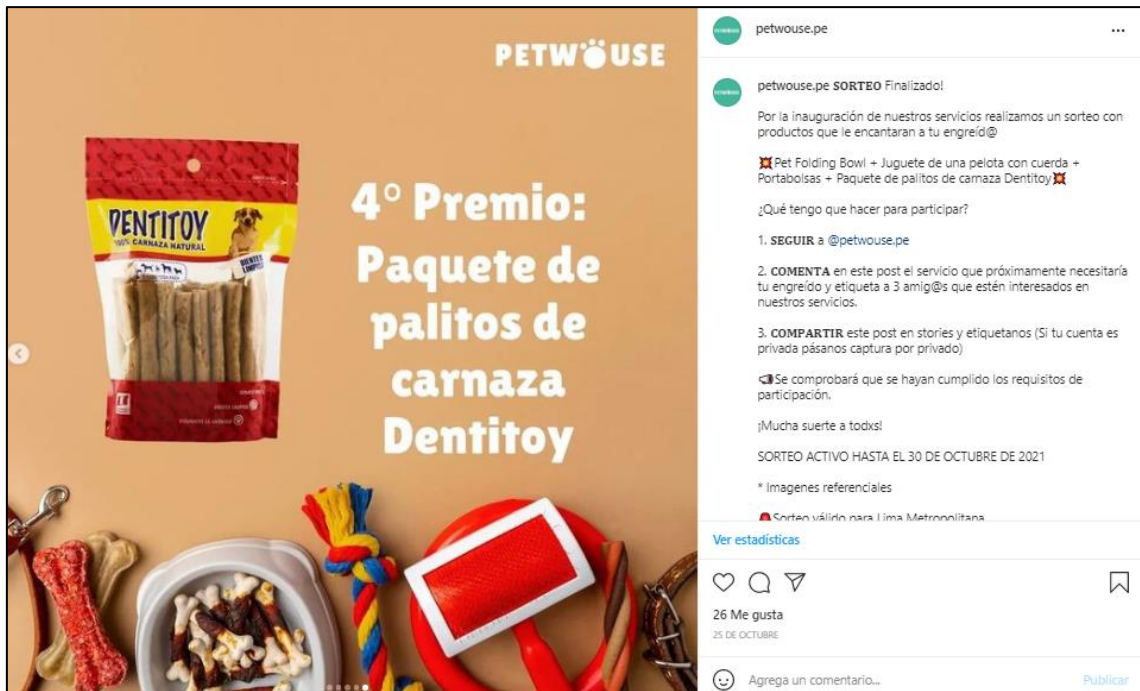 PETWOUSE
DENTITOY
100% CARNAZA NATURAL
DIENTES
LIMPIOS
4° Premio:
Paquete de
palitos de
carnaza
Dentitoy
petwouse.pe
petwouse.pe SORTEO Finalizado!
Por la inauguración de nuestros servicios realizamos un sorteo con
productos que le encantaran a tu engreíd@
💥Pet Folding Bowl + Juguete de una pelota con cuerda +
Portabolsas + Paquete de palitos de carnaza Dentitoy💥
¿Qué tengo que hacer para participar?
1. SEGUIR a @petwouse.pe
2. COMENTA en este post el servicio que próximamente necesitaría
tu engreído y etiqueta a 3 amig@s que estén interesados en
nuestros servicios.
3. COMPARTIR este post en stories y etiquetanos (Si tu cuenta es
privada pásanos captura por privado)
📢Se comprobará que se hayan cumplido los requisitos de
participación.
¡Mucha suerte a todxs!
SORTEO ACTIVO HASTA EL 30 DE OCTUBRE DE 2021
* Imagenes referenciales
🚨Sorteo válido para Lima Metropolitana
Ver estadísticas
26 Me gusta
25 DE OCTUBRE
Agrega un comentario...
Publicar